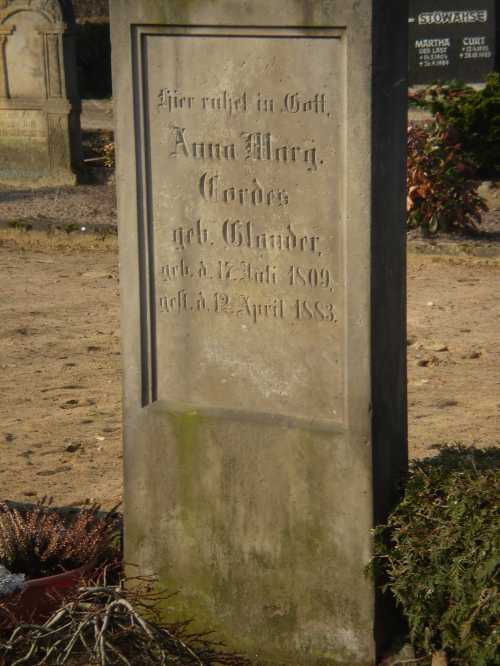 Hier ruhet in Gott,
Anna Marg.
Cordes
geb. Glander,
geb. d. 17. Juli 1809,
gest. d. 12. April 1883.
STÖWAHSE
MARTHA CURT